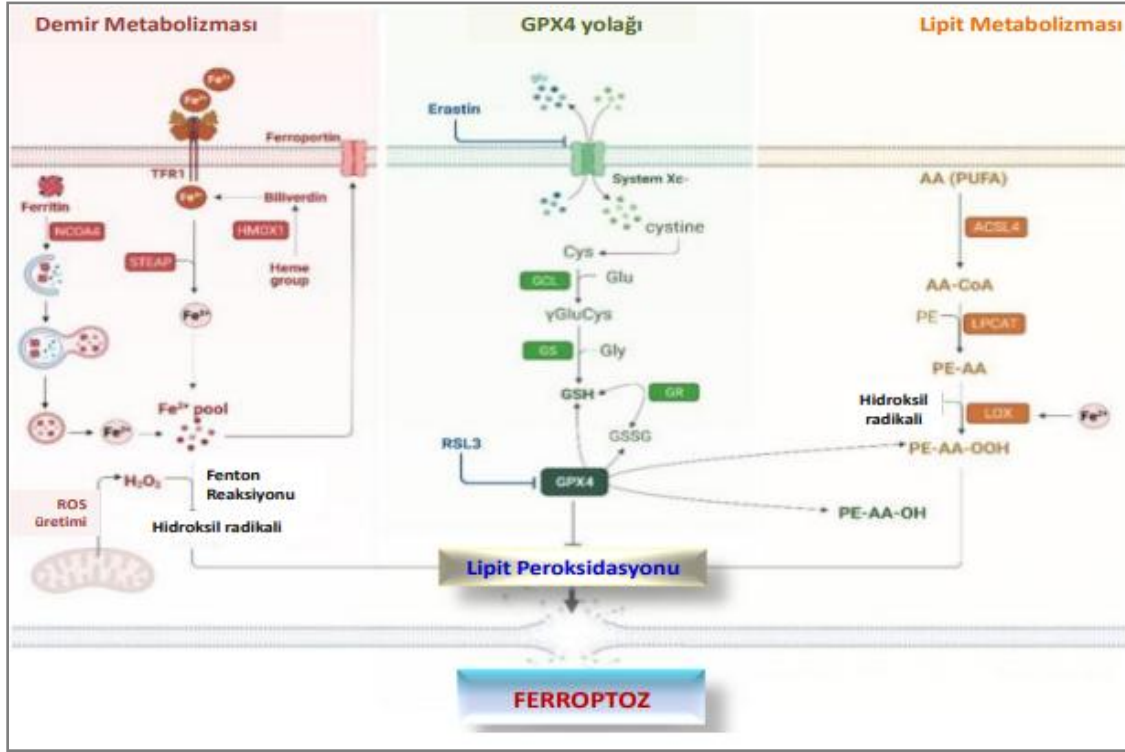 Demir Metabolizması
Fe³⁺
Fe³⁺
Ferroportin
TFR1
Ferritin
Fe³⁺
Billverdin
NCOA4
HMOX1
STEAP
Heme
group
Fe²⁺
Fe²⁺ pool
Fe²⁺
H₂O₂
Fenton
Reaksiyonu
ROS
üretimi
Hidroksil radikali
GPX4 yolağı
glu
Erastin
System Xc-
cystine
Cys
GCL
Glu
γGluCys
GS
Gly
GSH
GR
GSSG
RSL3
GPX4
Lipit Metabolizması
AA (PUFA)
ACSL4
AA-CoA
PE
LPCAT
PE-AA
Hidroksil
radikali
LOX
Fe²⁺
PE-AA-OOH
PE-AA-OH
Lipit Peroksidasyonu
FERROPTOZ